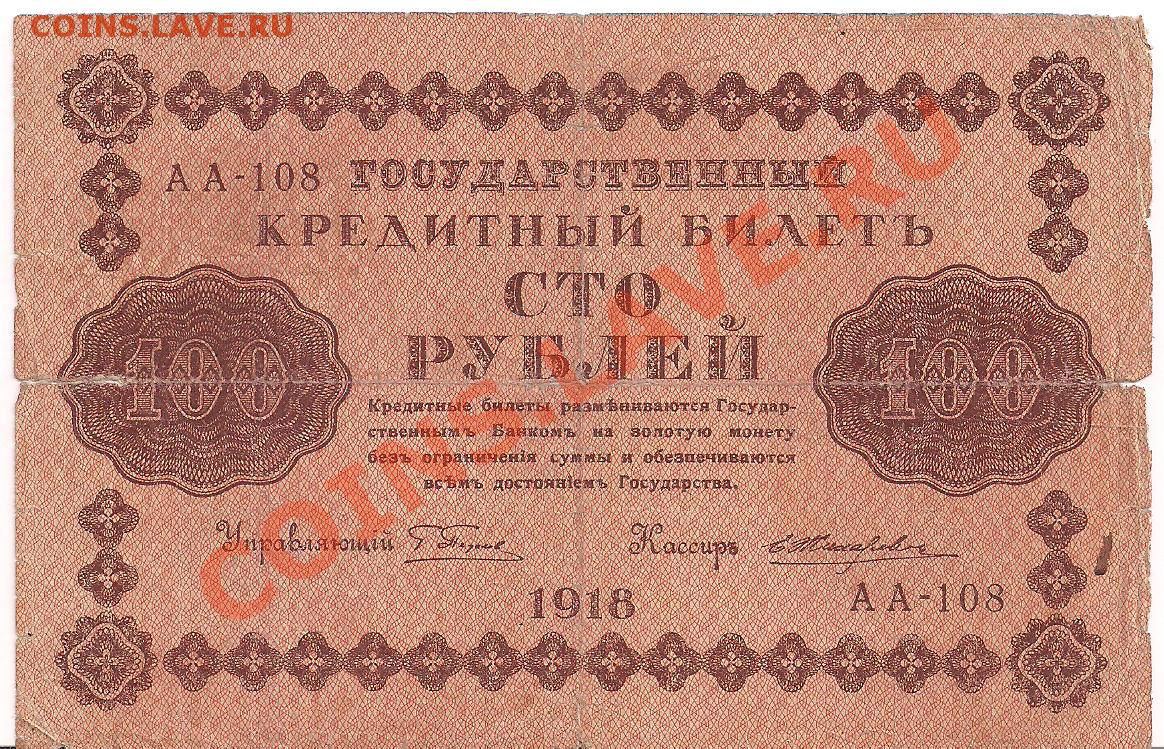 COINS.LAVE.RU
АА-108 ГОСУДАРСТВЕННЫЙ
КРЕДИТНЫЙ БИЛЕТЪ
СТО
РУБЛЕЙ
100 100
Кредитные билеты размѣниваются Государ-
ственнымъ Банкомъ на золотую монету
безъ ограниченія суммы и обезпечиваются
всѣмъ достояніемъ Государства.
Управляющій Кассиръ
1918
АА-108
COINS.LAVE.RU